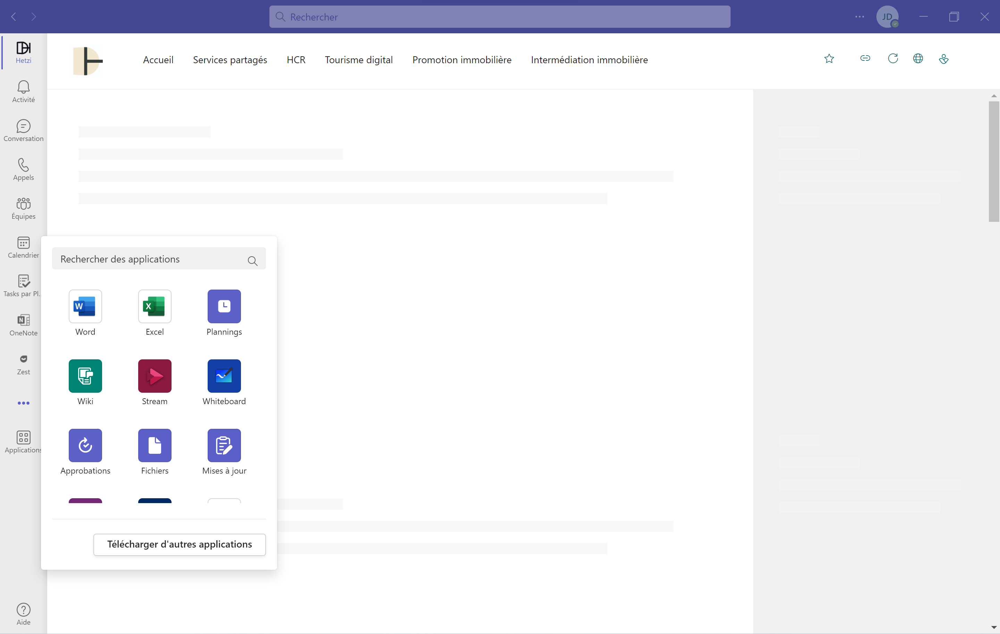 Rechercher
JD
Hetzi
Activité
Conversation
Appels
Équipes
Calendrier
Tasks par Pl...
OneNote
Zest
Applications
Aide
Accueil
Services partagés
HCR
Tourisme digital
Promotion immobilière
Intermédiation immobilière
Rechercher des applications
Word
Excel
Plannings
Wiki
Stream
Whiteboard
Approbations
Fichiers
Mises à jour
Télécharger d'autres applications